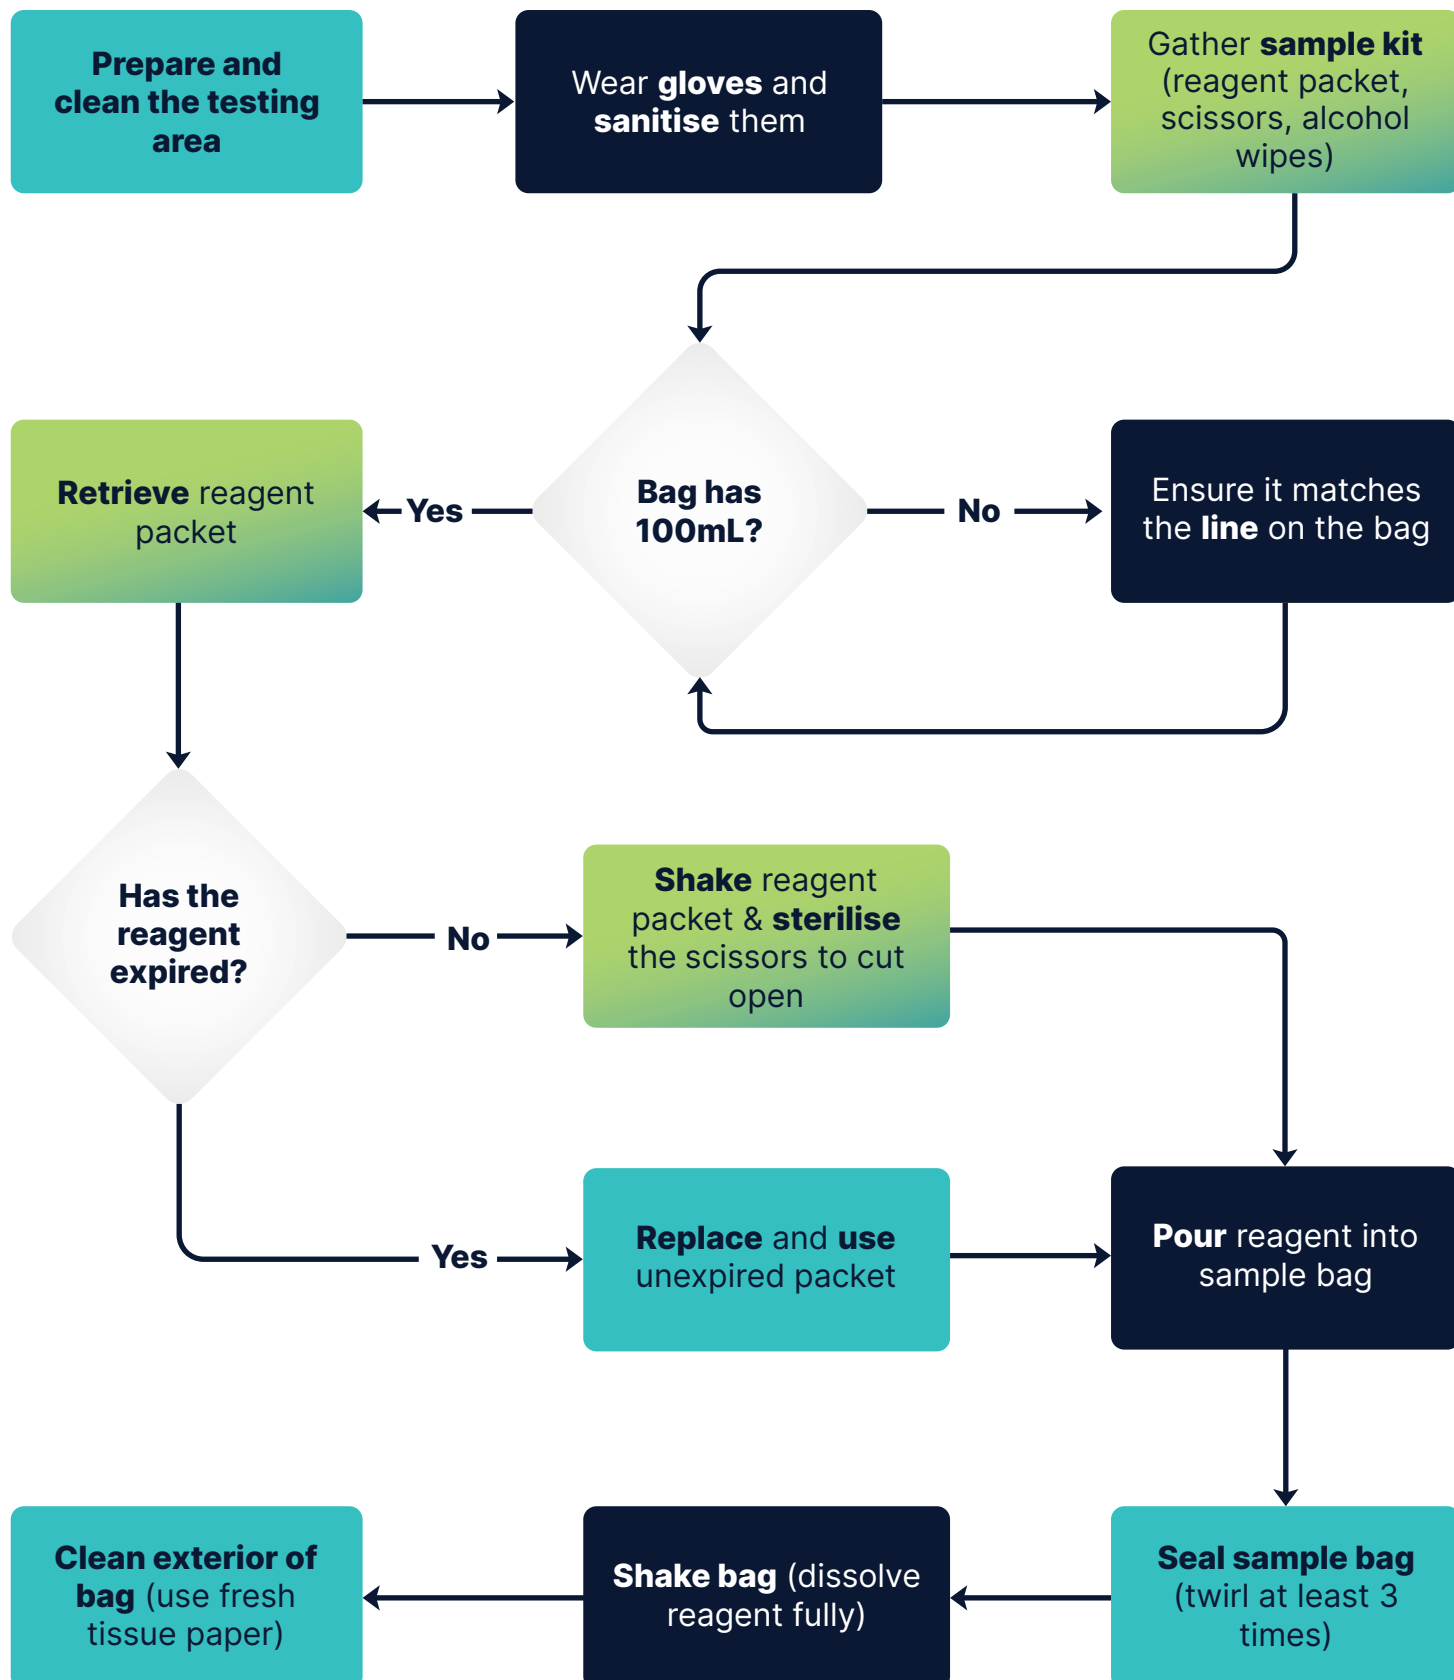 Prepare and
clean the testing
area
Wear gloves and
sanitise them
Gather sample kit
(reagent packet,
scissors, alcohol
wipes)
Retrieve reagent
packet
Yes
Bag has
100mL?
No
Ensure it matches
the line on the bag
Has the
reagent
expired?
No
Shake reagent
packet & sterilise
the scissors to cut
open
Yes
Replace and use
unexpired packet
Pour reagent into
sample bag
Clean exterior of
bag (use fresh
tissue paper)
Shake bag (dissolve
reagent fully)
Seal sample bag
(twirl at least 3
times)